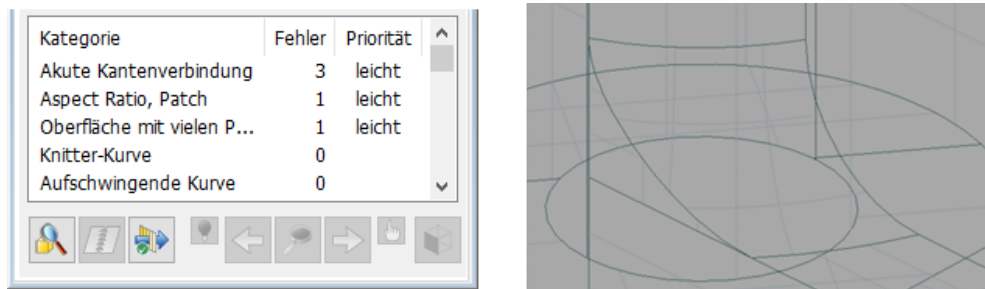 Kategorie Fehler Priorität
Akute Kantenverbindung 3 leicht
Aspect Ratio, Patch 1 leicht
Oberfläche mit vielen P... 1 leicht
Knitter-Kurve 0
Aufschwingende Kurve 0